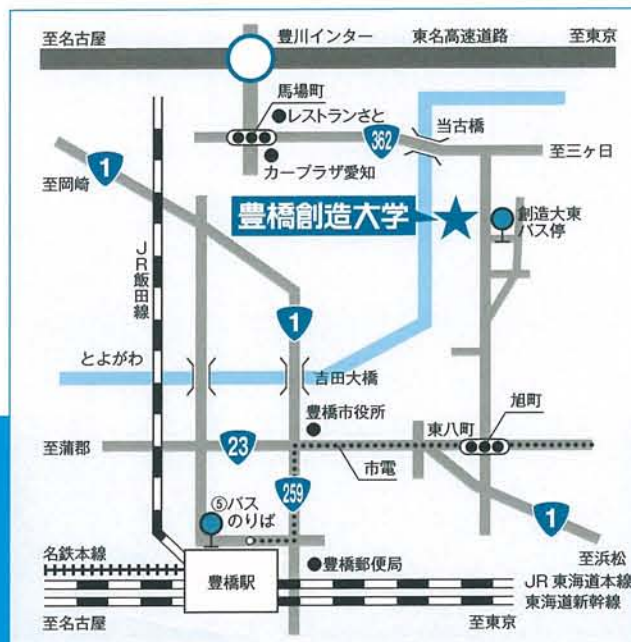 至名古屋
豊川インター
東名高速道路
至東京
馬場町
レストランさと
362
当古橋
カープラザ愛知
至三ヶ日
1
至岡崎
豊橋創造大学
創造大東
バス停
JR飯田線
1
とよがわ
吉田大橋
豊橋市役所
東八町
旭町
至蒲郡
23
市電
259
⑤バス
のりば
1
名鉄本線
至浜松
豊橋駅
豊橋郵便局
JR東海道本線
東海道新幹線
至名古屋
至東京